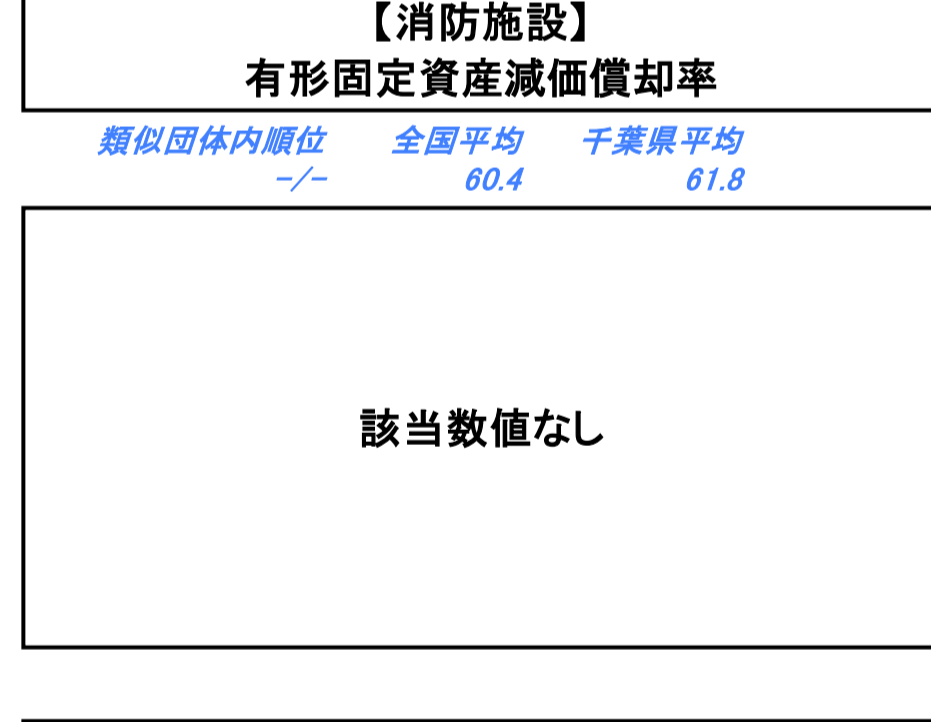 【消防施設】
有形固定資産減価償却率
類似団体内順位 全国平均 千葉県平均
-/- 60.4 61.8
該当数値なし